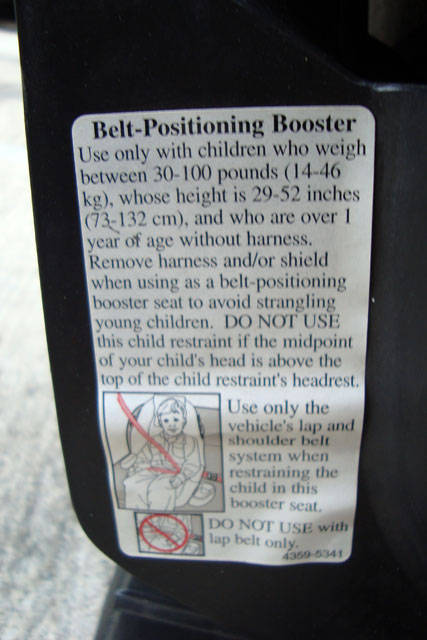 Belt-Positioning Booster
Use only with children who weigh
between 30-100 pounds (14-46
kg), whose height is 29-52 inches
(73-132 cm), and who are over 1
year of age without harness.
Remove harness and/or shield
when using as a belt-positioning
booster seat to avoid strangling
young children. DO NOT USE
this child restraint if the midpoint
of your child's head is above the
top of the child restraint's headrest.
Use only the
vehicle's lap and
shoulder belt
system when
restraining the
child in this
booster seat.
DO NOT USE with
lap belt only.
4359-5341